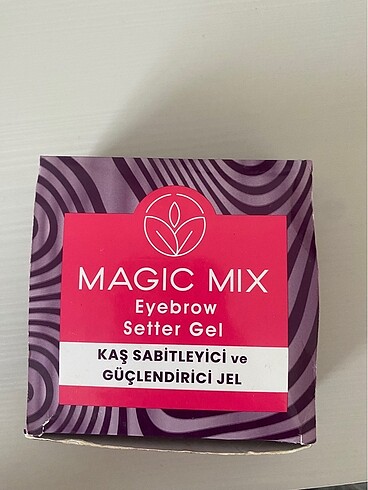 MAGIC MIX
Eyebrow
Setter Gel
KAŞ SABİTLEYİCİ ve
GÜÇLENDİRİCİ JEL